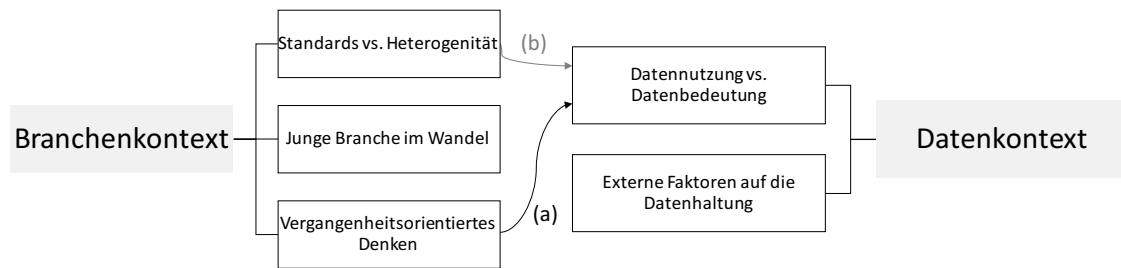 Branchenkontext
Standards vs. Heterogenität
Junge Branche im Wandel
Vergangenheitsorientiertes
Denken
(b)
(a)
Datennutzung vs.
Datenbedeutung
Externe Faktoren auf die
Datenhaltung
Datenkontext